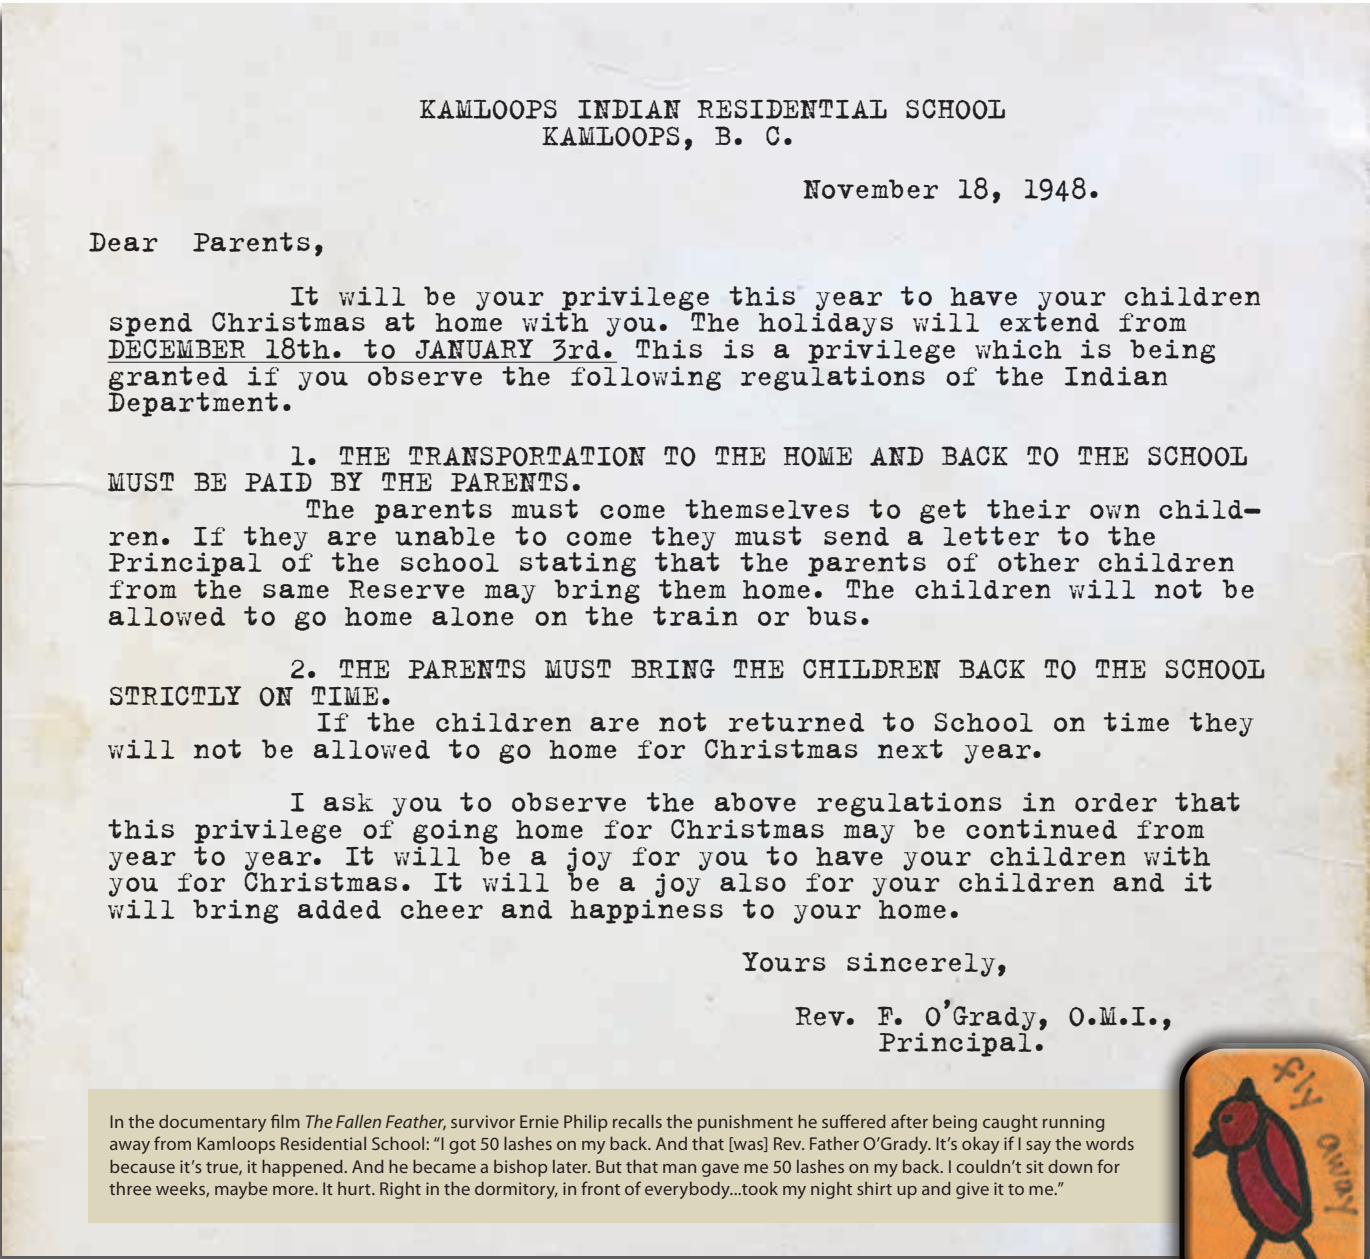 KAMLOOPS INDIAN RESIDENTIAL SCHOOL
KAMLOOPS, B. C.
November 18, 1948.
Dear Parents,
It will be your privilege this year to have your children
spend Christmas at home with you. The holidays will extend from
DECEMBER 18th. to JANUARY 3rd. This is a privilege which is being
granted if you observe the following regulations of the Indian
Department.
1. THE TRANSPORTATION TO THE HOME AND BACK TO THE SCHOOL
MUST BE PAID BY THE PARENTS.
The parents must come themselves to get their own child-
ren. If they are unable to come they must send a letter to the
Principal of the school stating that the parents of other children
from the same Reserve may bring them home. The children will not be
allowed to go home alone on the train or bus.
2. THE PARENTS MUST BRING THE CHILDREN BACK TO THE SCHOOL
STRICTLY ON TIME.
If the children are not returned to School on time they
will not be allowed to go home for Christmas next year.
I ask you to observe the above regulations in order that
this privilege of going home for Christmas may be continued from
year to year. It will be a joy for you to have your children with
you for Christmas. It will be a joy also for your children and it
will bring added cheer and happiness to your home.
Yours sincerely,
Rev. F. O'Grady, O.M.I.,
Principal.
In the documentary film The Fallen Feather, survivor Ernie Philip recalls the punishment he suffered after being caught running
away from Kamloops Residential School: “I got 50 lashes on my back. And that [was] Rev. Father O’Grady. It’s okay if I say the words
because it’s true, it happened. And he became a bishop later. But that man gave me 50 lashes on my back. I couldn’t sit down for
three weeks, maybe more. It hurt. Right in the dormitory, in front of everybody...took my night shirt up and give it to me.”
fly
away